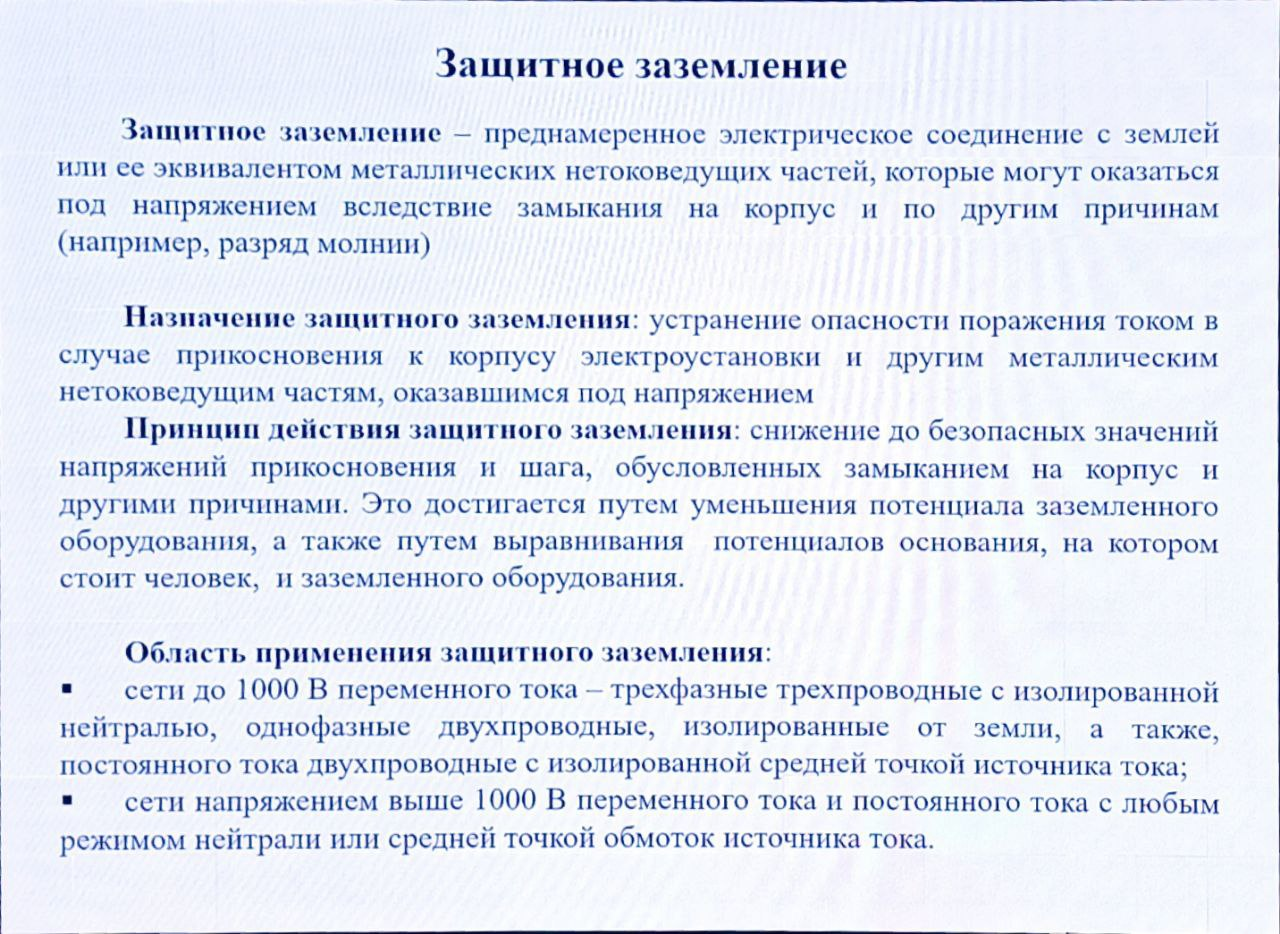 Защитное заземление
Защитное заземление – преднамеренное электрическое соединение с землей
или ее эквивалентом металлических нетоковедущих частей, которые могут оказаться
под напряжением вследствие замыкания на корпус и по другим причинам
(например, разряд молнии)
Назначение защитного заземления: устранение опасности поражения током в
случае прикосновения к корпусу электроустановки и другим металлическим
нетоковедущим частям, оказавшимся под напряжением
Принцип действия защитного заземления: снижение до безопасных значений
напряжений прикосновения и шага, обусловленных замыканием на корпус и
другими причинами. Это достигается путем уменьшения потенциала заземленного
оборудования, а также путем выравнивания потенциалов основания, на котором
стоит человек, и заземленного оборудования.
Область применения защитного заземления:
▪ сети до 1000 В переменного тока – трехфазные трехпроводные с изолированной
нейтралью, однофазные двухпроводные, изолированные от земли, а также,
постоянного тока двухпроводные с изолированной средней точкой источника тока;
▪ сети напряжением выше 1000 В переменного тока и постоянного тока с любым
режимом нейтрали или средней точкой обмоток источника тока.